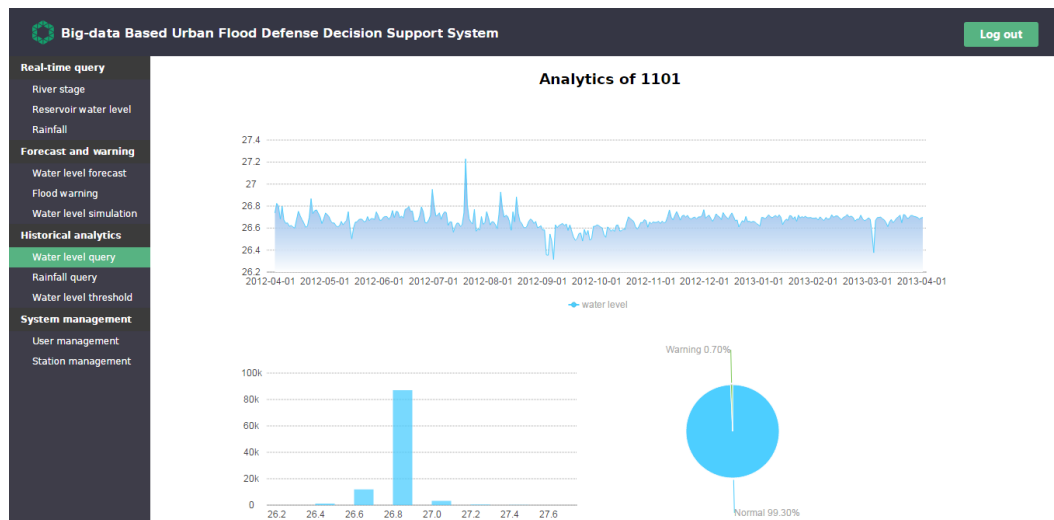 Big-data Based Urban Flood Defense Decision Support System
Log out
Real-time query
River stage
Reservoir water level
Rainfall
Forecast and warning
Water level forecast
Flood warning
Water level simulation
Historical analytics
Water level query
Rainfall query
Water level threshold
System management
User management
Station management
Analytics of 1101
27.4
27.2
27
26.8
26.6
26.4
26.2
2012-04-01 2012-05-01 2012-06-01 2012-07-01 2012-08-01 2012-09-01 2012-10-01 2012-11-01 2012-12-01 2013-01-01 2013-02-01 2013-03-01 2013-04-01
water level
100k
80k
60k
40k
20k
0
26.2 26.4 26.6 26.8 27.0 27.2 27.4 27.6
Warning 0.70%
Normal 99.30%